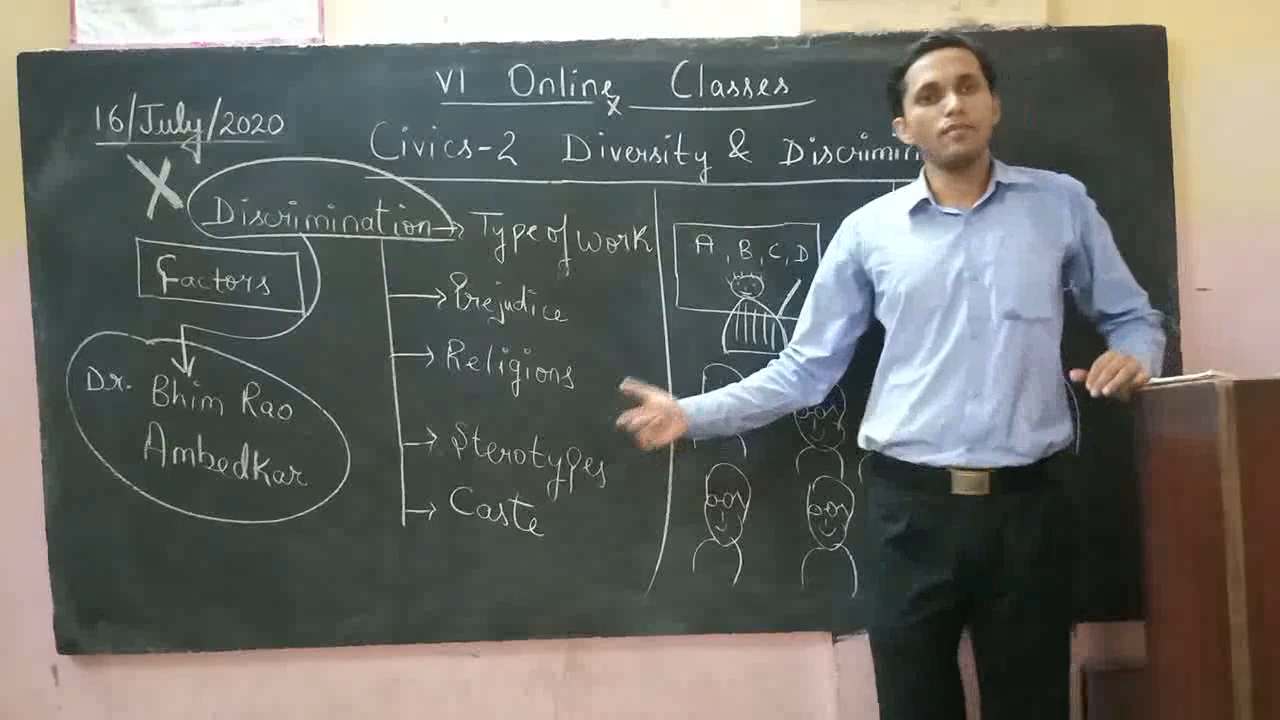 VI Online Classes
16/July/2020
Civics-2 Diversity & Discrimin
Discrimination → Type of work
Factors
→ Prejudice
→ Religions
Dr. Bhim Rao
Ambedkar
→ Sterotypes
→ Caste
A, B, C, D